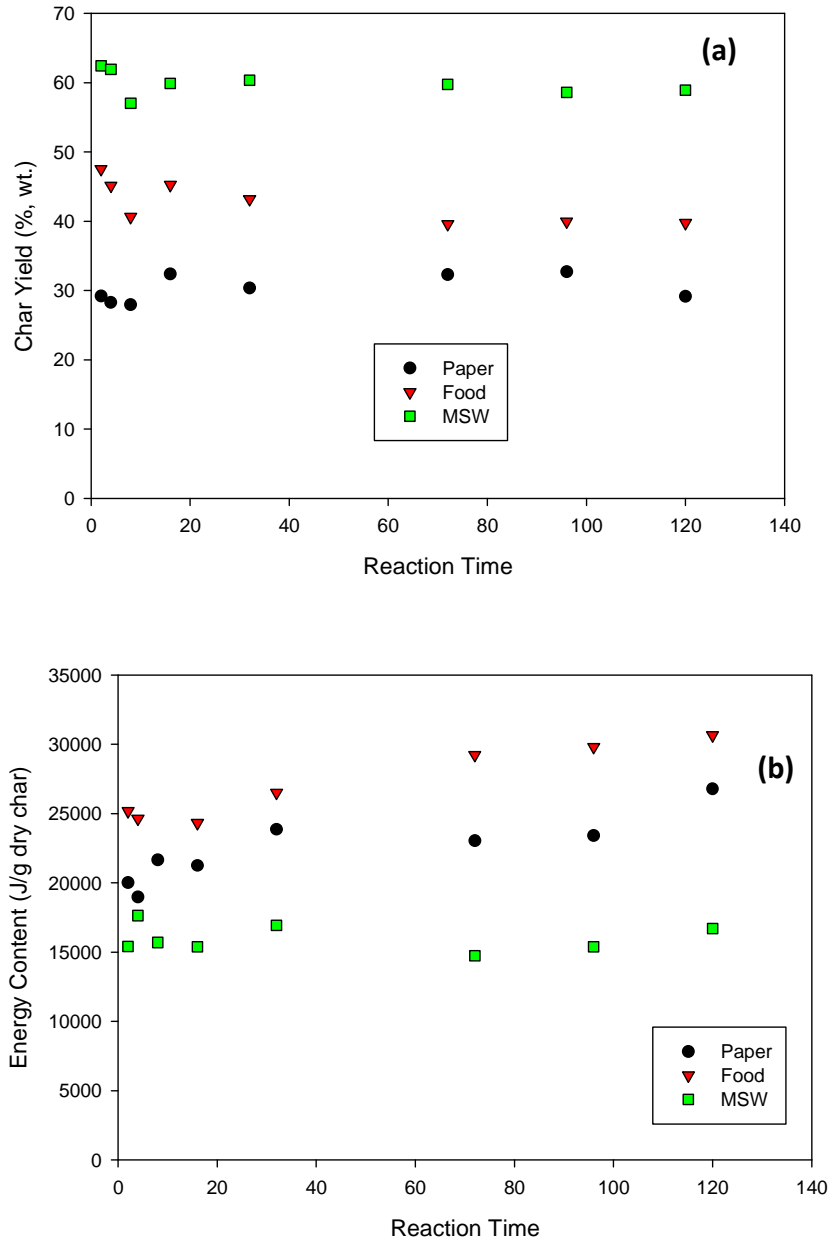 70
(a)
60
50
40
30
20
10
0
Char Yield (%, wt.)
Paper
Food
MSW
0 20 40 60 80 100 120 140
Reaction Time
35000
30000
(b)
25000
20000
15000
10000
5000
0
Energy Content (J/g dry char)
Paper
Food
MSW
0 20 40 60 80 100 120 140
Reaction Time